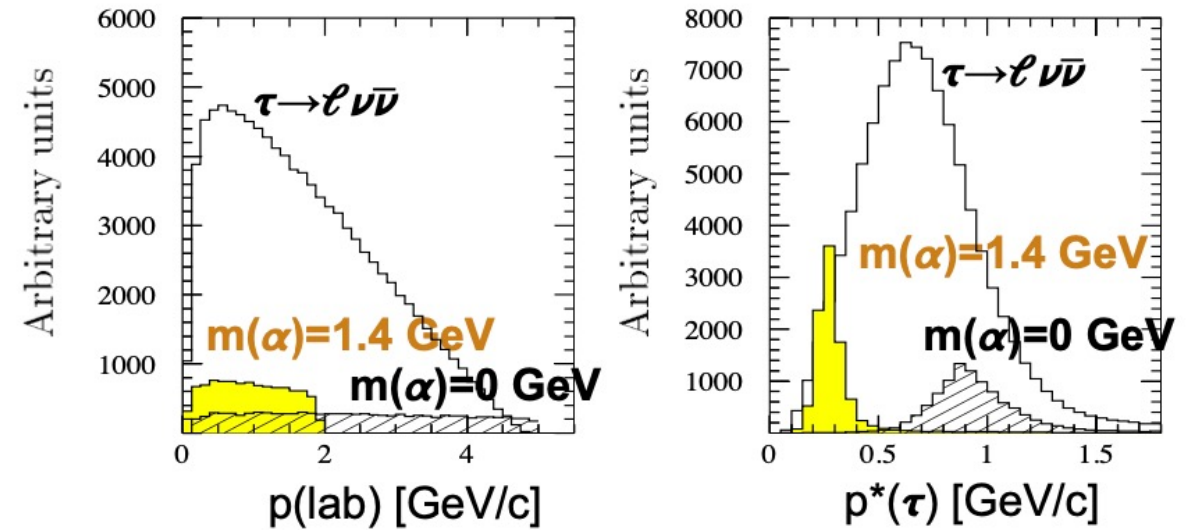 Arbitrary units
6000
5000
4000
3000
2000
1000
0
2
4
τ→ℓνν̄
m(α)=1.4 GeV
m(α)=0 GeV
p(lab) [GeV/c]
Arbitrary units
8000
7000
6000
5000
4000
3000
2000
1000
0
0.5
1
1.5
τ→ℓνν̄
m(α)=1.4 GeV
m(α)=0 GeV
p*(τ) [GeV/c]